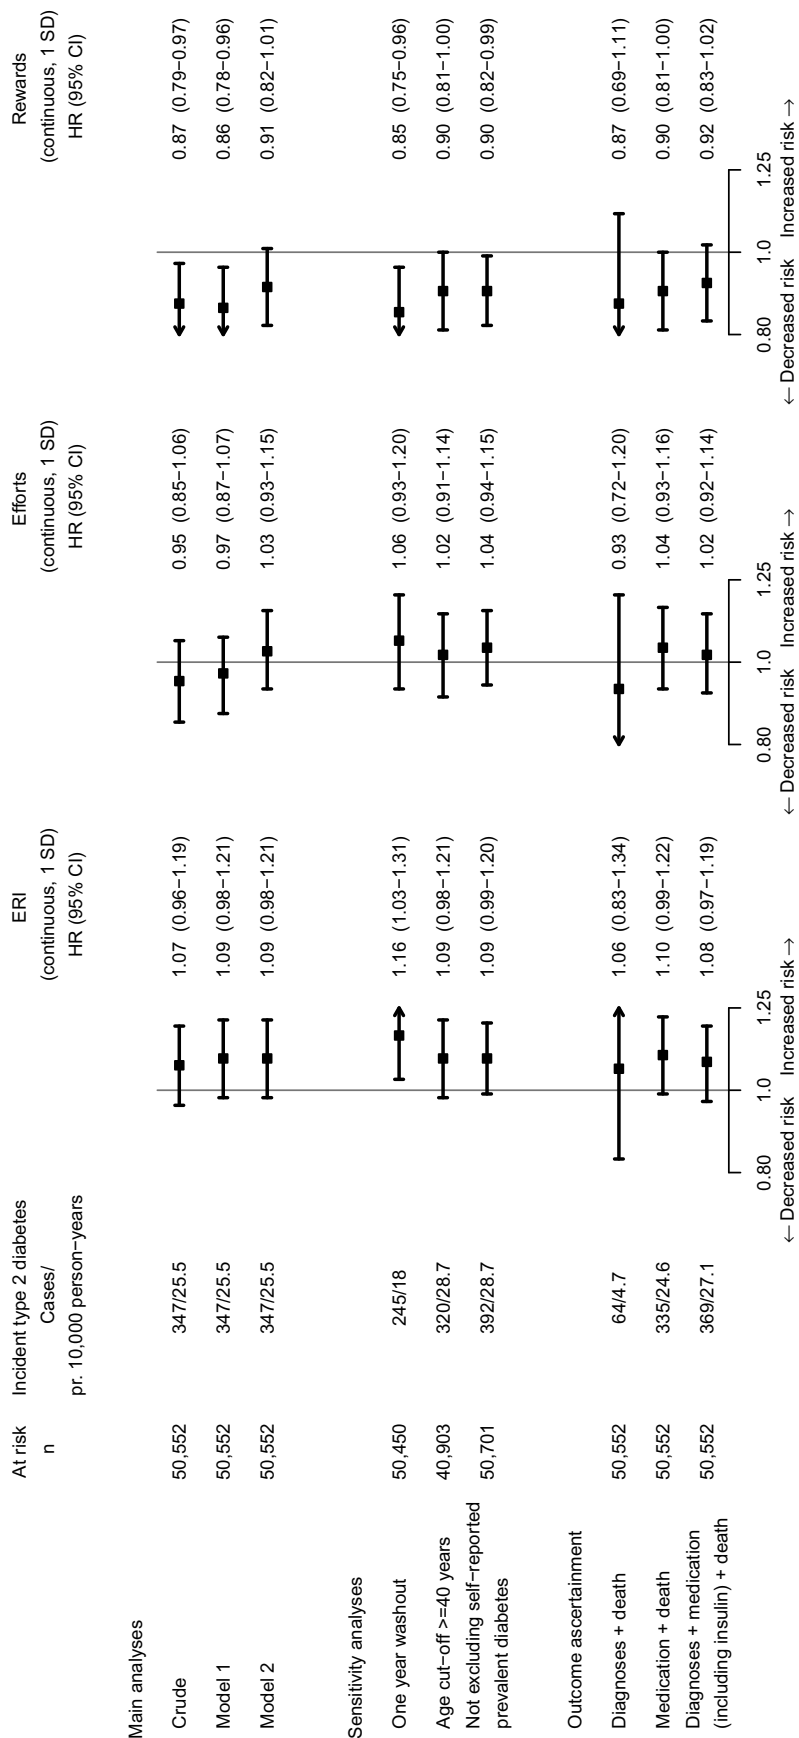 At risk Incident type 2 diabetes ERI Efforts Rewards
n Cases/ (continuous, 1 SD) (continuous, 1 SD) (continuous, 1 SD)
pr. 10,000 person−years HR (95% CI) HR (95% CI) HR (95% CI)
Main analyses
Crude 50,552 347/25.5 1.07 (0.96−1.19) 0.95 (0.85−1.06) 0.87 (0.79−0.97)
Model 1 50,552 347/25.5 1.09 (0.98−1.21) 0.97 (0.87−1.07) 0.86 (0.78−0.96)
Model 2 50,552 347/25.5 1.09 (0.98−1.21) 1.03 (0.93−1.15) 0.91 (0.82−1.01)
Sensitivity analyses
One year washout 50,450 245/18 1.16 (1.03−1.31) 1.06 (0.93−1.20) 0.85 (0.75−0.96)
Age cut−off >=40 years 40,903 320/28.7 1.09 (0.98−1.21) 1.02 (0.91−1.14) 0.90 (0.81−1.00)
Not excluding self−reported 50,701 392/28.7 1.09 (0.99−1.20) 1.04 (0.94−1.15) 0.90 (0.82−0.99)
prevalent diabetes
Outcome ascertainment
Diagnoses + death 50,552 64/4.7 1.06 (0.83−1.34) 0.93 (0.72−1.20) 0.87 (0.69−1.11)
Medication + death 50,552 335/24.6 1.10 (0.99−1.22) 1.04 (0.93−1.16) 0.90 (0.81−1.00)
Diagnoses + medication 50,552 369/27.1 1.08 (0.97−1.19) 1.02 (0.92−1.14) 0.92 (0.83−1.02)
(including insulin) + death
0.80 1.0 1.25 0.80 1.0 1.25 0.80 1.0 1.25
← Decreased risk Increased risk → ← Decreased risk Increased risk → ← Decreased risk Increased risk →